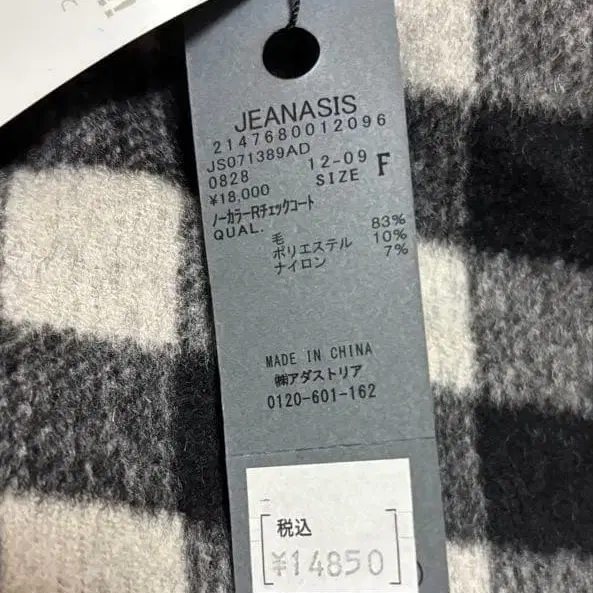 JEANASIS
2147680012096
JS071389AD
0828 12-09 F
¥18,000 SIZE
ノーカラーRチェックコート
QUAL.
毛 83%
ポリエステル 10%
ナイロン 7%
MADE IN CHINA
㈱アダストリア
0120-601-162
税込
¥14850